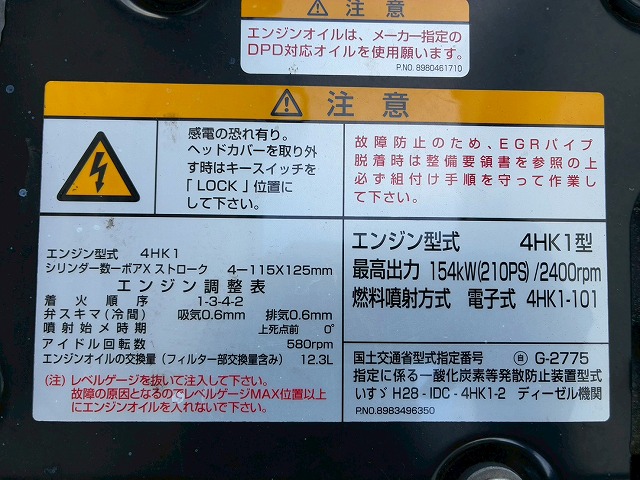 注意
エンジンオイルは、メーカー指定の
DPD対応オイルを使用願います。
P.NO. 8980461710
注意
感電の恐れ有り。
ヘッドカバーを取り外
す時はキースイッチを
「LOCK」位置に
して下さい。
故障防止のため、EGRパイプ
脱着時は整備要領書を参照の上
必ず組付け手順を守って作業し
て下さい。
エンジン型式 4HK1
シリンダー数ーボアX ストローク 4-115X125mm
エンジン調整表
着火順序 1-3-4-2
弁スキマ(冷間) 吸気0.6mm 排気0.6mm
噴射始メ時期 上死点前 0°
アイドル回転数 580rpm
エンジンオイルの交換量(フィルター部交換量含み) 12.3L
(注) レベルゲージを抜いて注入して下さい。
故障の原因となるのでレベルゲージMAX位置以上
にエンジンオイルを入れないで下さい。
エンジン型式 4HK1型
最高出力 154kW(210PS)/2400rpm
燃料噴射方式 電子式 4HK1-101
国土交通省型式指定番号 G-2775
指定に係る一酸化炭素等発散防止装置型式
いすゞ H28-IDC-4HK1-2 ディーゼル機関
P.NO.8983496350